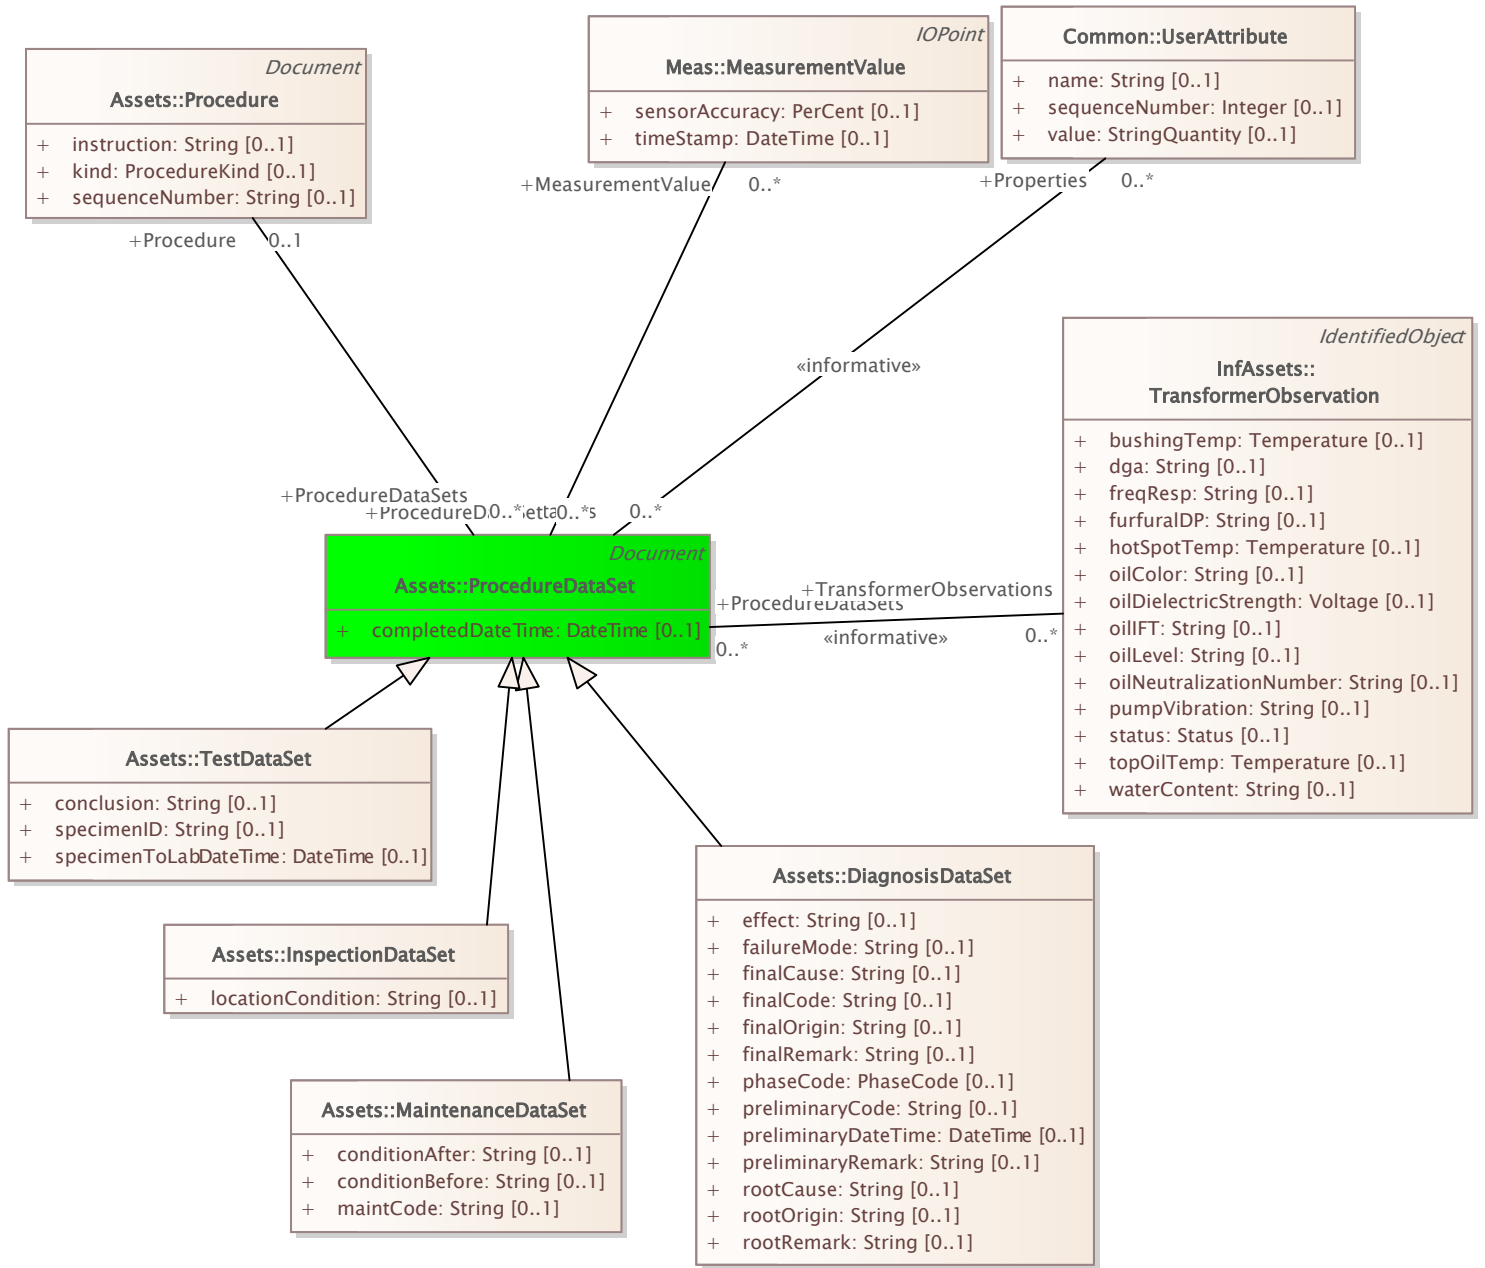 Document
Assets::Procedure
+ instruction: String [0..1]
+ kind: ProcedureKind [0..1]
+ sequenceNumber: String [0..1]
IOPoint
Meas::MeasurementValue
+ sensorAccuracy: PerCent [0..1]
+ timeStamp: DateTime [0..1]
Common::UserAttribute
+ name: String [0..1]
+ sequenceNumber: Integer [0..1]
+ value: StringQuantity [0..1]
+Procedure 0..1
+MeasurementValue 0..*
+Properties 0..*
«informative»
IdentifiedObject
InfAssets::
TransformerObservation
+ bushingTemp: Temperature [0..1]
+ dga: String [0..1]
+ freqResp: String [0..1]
+ furfuralDP: String [0..1]
+ hotSpotTemp: Temperature [0..1]
+ oilColor: String [0..1]
+ oilDielectricStrength: Voltage [0..1]
+ oilIFT: String [0..1]
+ oilLevel: String [0..1]
+ oilNeutralizationNumber: String [0..1]
+ pumpVibration: String [0..1]
+ status: Status [0..1]
+ topOilTemp: Temperature [0..1]
+ waterContent: String [0..1]
+ProcedureDataSets
0..* 0..* 0..*
Document
Assets::ProcedureDataSet
+ completedDateTime: DateTime [0..1]
+TransformerObservations
+ProcedureDataSets
«informative» 0..*
0..*
Assets::TestDataSet
+ conclusion: String [0..1]
+ specimenID: String [0..1]
+ specimenToLabDateTime: DateTime [0..1]
Assets::InspectionDataSet
+ locationCondition: String [0..1]
Assets::MaintenanceDataSet
+ conditionAfter: String [0..1]
+ conditionBefore: String [0..1]
+ maintCode: String [0..1]
Assets::DiagnosisDataSet
+ effect: String [0..1]
+ failureMode: String [0..1]
+ finalCause: String [0..1]
+ finalCode: String [0..1]
+ finalOrigin: String [0..1]
+ finalRemark: String [0..1]
+ phaseCode: PhaseCode [0..1]
+ preliminaryCode: String [0..1]
+ preliminaryDateTime: DateTime [0..1]
+ preliminaryRemark: String [0..1]
+ rootCause: String [0..1]
+ rootOrigin: String [0..1]
+ rootRemark: String [0..1]